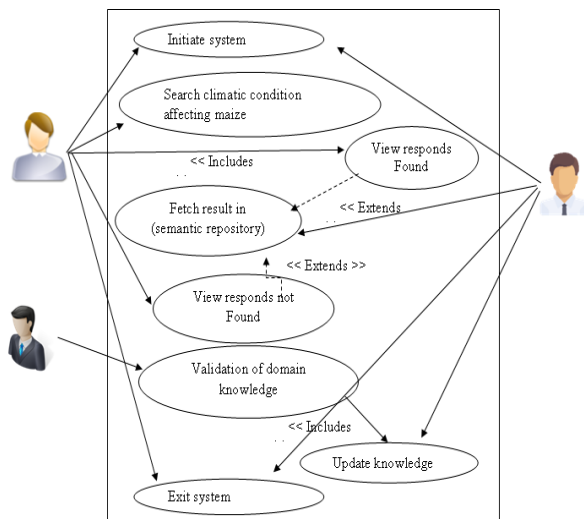 Initiate system
Search climatic condition
affecting maize
View responds
Found
<< Includes
Fetch result in
(semantic repository)
<< Extends
<< Extends >>
View responds not
Found
Validation of domain
knowledge
<< Includes
Update knowledge
Exit system